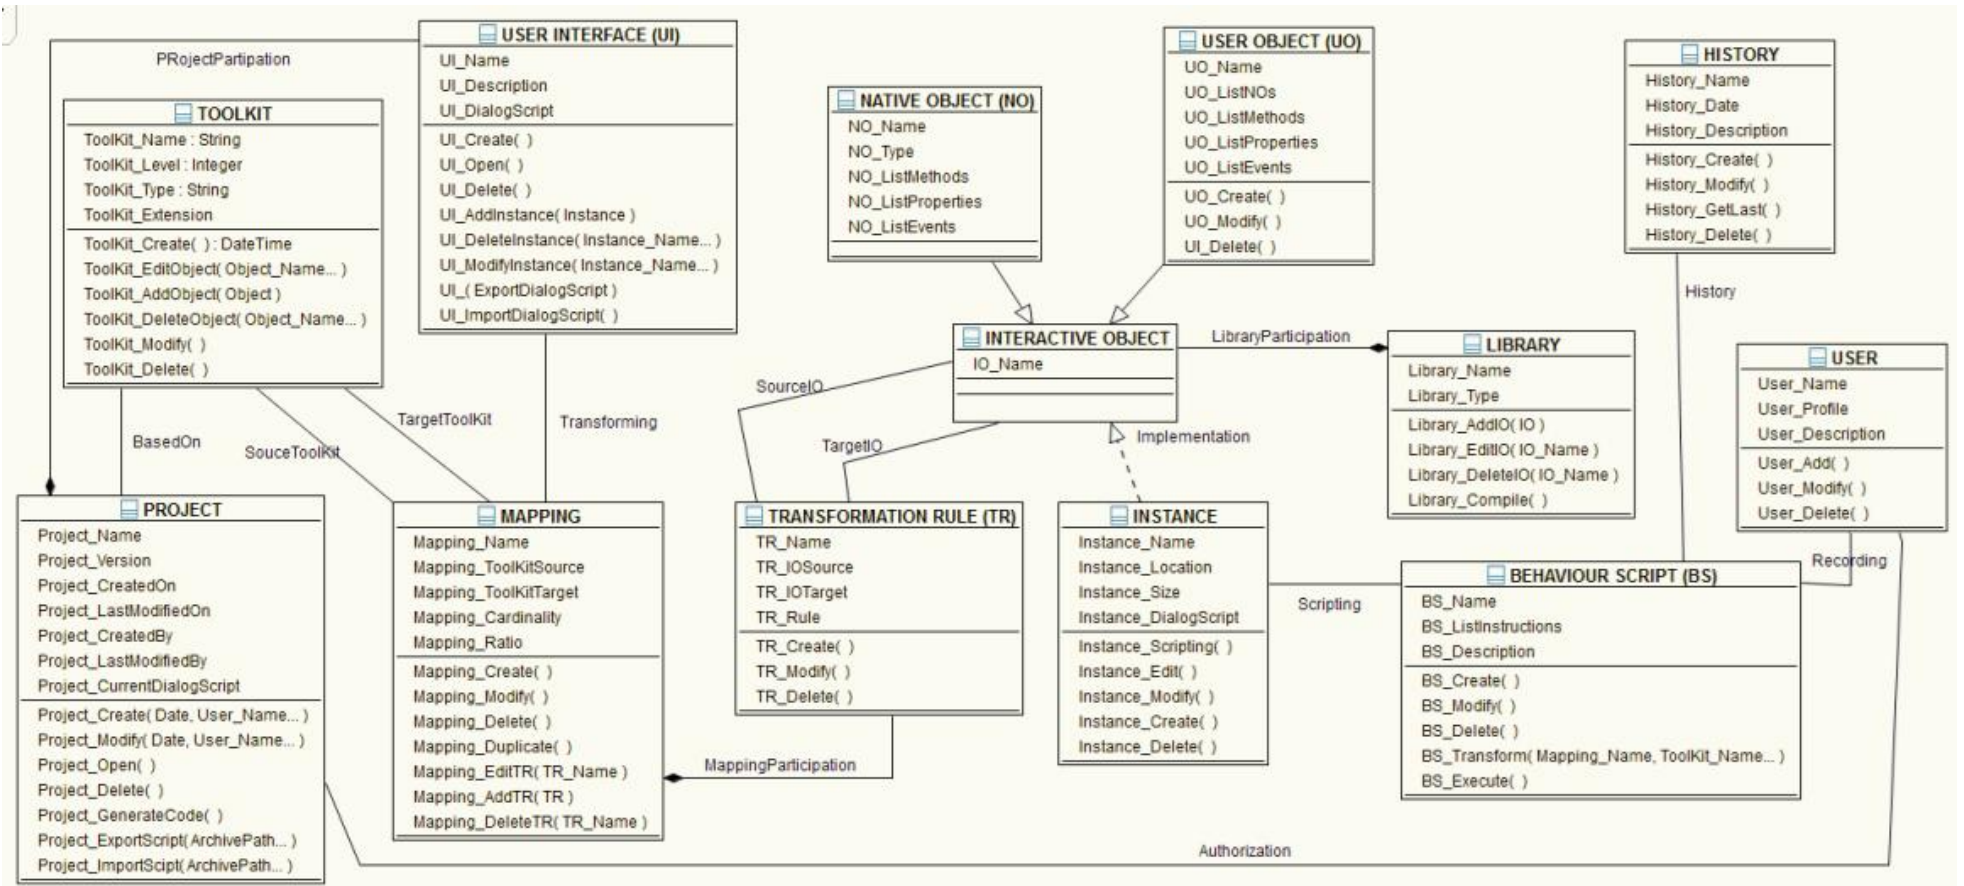 PRojectPartipation
USER INTERFACE (UI)
UI_Name
UI_Description
UI_DialogScript
UI_Create( )
UI_Open( )
UI_Delete( )
UI_AddInstance( Instance )
UI_DeleteInstance( Instance_Name... )
UI_ModifyInstance( Instance_Name... )
UI_( ExportDialogScript )
UI_ImportDialogScript( )
TOOLKIT
ToolKit_Name : String
ToolKit_Level : Integer
ToolKit_Type : String
ToolKit_Extension
ToolKit_Create( ) : DateTime
ToolKit_EditObject( Object_Name... )
ToolKit_AddObject( Object )
ToolKit_DeleteObject( Object_Name... )
ToolKit_Modify( )
ToolKit_Delete( )
NATIVE OBJECT (NO)
NO_Name
NO_Type
NO_ListMethods
NO_ListProperties
NO_ListEvents
USER OBJECT (UO)
UO_Name
UO_ListNOs
UO_ListMethods
UO_ListProperties
UO_ListEvents
UO_Create( )
UO_Modify( )
UI_Delete( )
HISTORY
History_Name
History_Date
History_Description
History_Create( )
History_Modify( )
History_GetLast( )
History_Delete( )
History
INTERACTIVE OBJECT
IO_Name
LibraryParticipation
LIBRARY
Library_Name
Library_Type
Library_AddIO( IO )
Library_EditIO( IO_Name )
Library_DeleteIO( IO_Name )
Library_Compile( )
USER
User_Name
User_Profile
User_Description
User_Add( )
User_Modify( )
User_Delete( )
BasedOn
SouceToolKit
TargetToolKit
Transforming
SourceIO
TargetIO
Implementation
PROJECT
Project_Name
Project_Version
Project_CreatedOn
Project_LastModifiedOn
Project_CreatedBy
Project_LastModifiedBy
Project_CurrentDialogScript
Project_Create( Date, User_Name... )
Project_Modify( Date, User_Name... )
Project_Open( )
Project_Delete( )
Project_GenerateCode( )
Project_ExportScript( ArchivePath... )
Project_ImportScipt( ArchivePath... )
MAPPING
Mapping_Name
Mapping_ToolKitSource
Mapping_ToolKitTarget
Mapping_Cardinality
Mapping_Ratio
Mapping_Create( )
Mapping_Modify( )
Mapping_Delete( )
Mapping_Duplicate( )
Mapping_EditTR( TR_Name )
Mapping_AddTR( TR )
Mapping_DeleteTR( TR_Name )
TRANSFORMATION RULE (TR)
TR_Name
TR_IOSource
TR_IOTarget
TR_Rule
TR_Create( )
TR_Modify( )
TR_Delete( )
MappingParticipation
INSTANCE
Instance_Name
Instance_Location
Instance_Size
Instance_DialogScript
Instance_Scripting( )
Instance_Edit( )
Instance_Modify( )
Instance_Create( )
Instance_Delete( )
Scripting
Recording
BEHAVIOUR SCRIPT (BS)
BS_Name
BS_ListInstructions
BS_Description
BS_Create( )
BS_Modify( )
BS_Delete( )
BS_Transform( Mapping_Name, ToolKit_Name... )
BS_Execute( )
Authorization